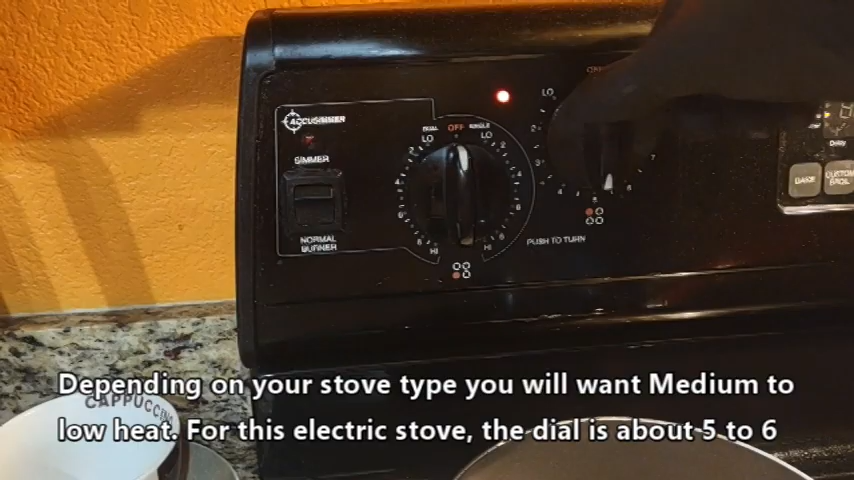 ACCUSIMMER
SIMMER
NORMAL
BURNER
DUAL OFF SINGLE
LO LO
HI HI
LO
PUSH TO TURN
BAKE
CUSTOM
BROIL
CAPPUCCINO
Depending on your stove type you will want Medium to
low heat. For this electric stove, the dial is about 5 to 6